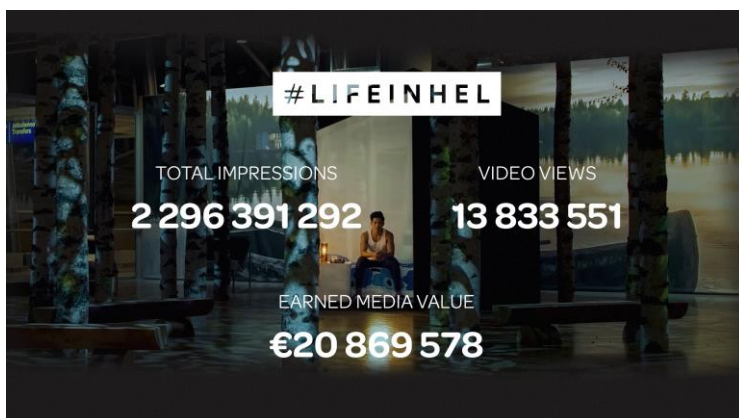 #LIFEINHEL
TOTAL IMPRESSIONS
VIDEO VIEWS
2 296 391 292
13 833 551
EARNED MEDIA VALUE
€20 869 578